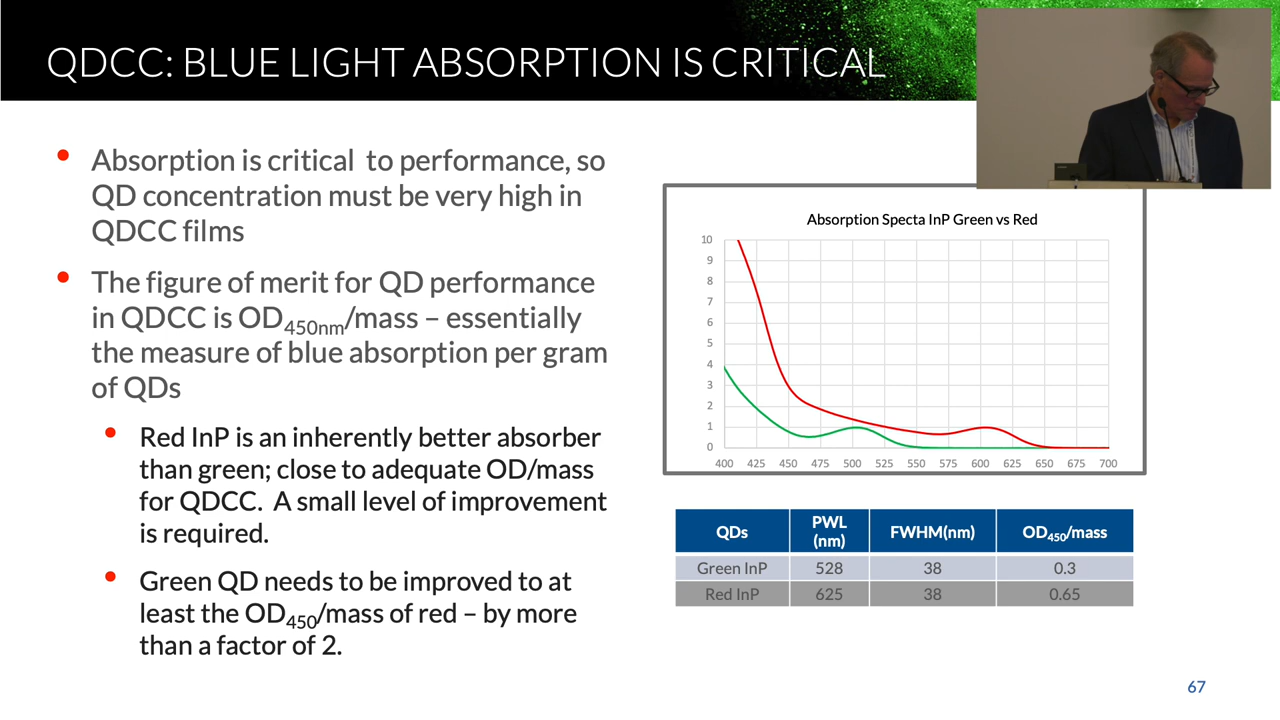 QDCC: BLUE LIGHT ABSORPTION IS CRITICAL
• Absorption is critical to performance, so
QD concentration must be very high in
QDCC films
• The figure of merit for QD performance
in QDCC is OD450nm/mass – essentially
the measure of blue absorption per gram
of QDs
• Red InP is an inherently better absorber
than green; close to adequate OD/mass
for QDCC. A small level of improvement
is required.
• Green QD needs to be improved to at
least the OD450/mass of red – by more
than a factor of 2.
Absorption Specta InP Green vs Red
10
9
8
7
6
5
4
3
2
1
0
400 425 450 475 500 525 550 575 600 625 650 675 700
QDs PWL (nm) FWHM(nm) OD450/mass
Green InP 528 38 0.3
Red InP 625 38 0.65
67